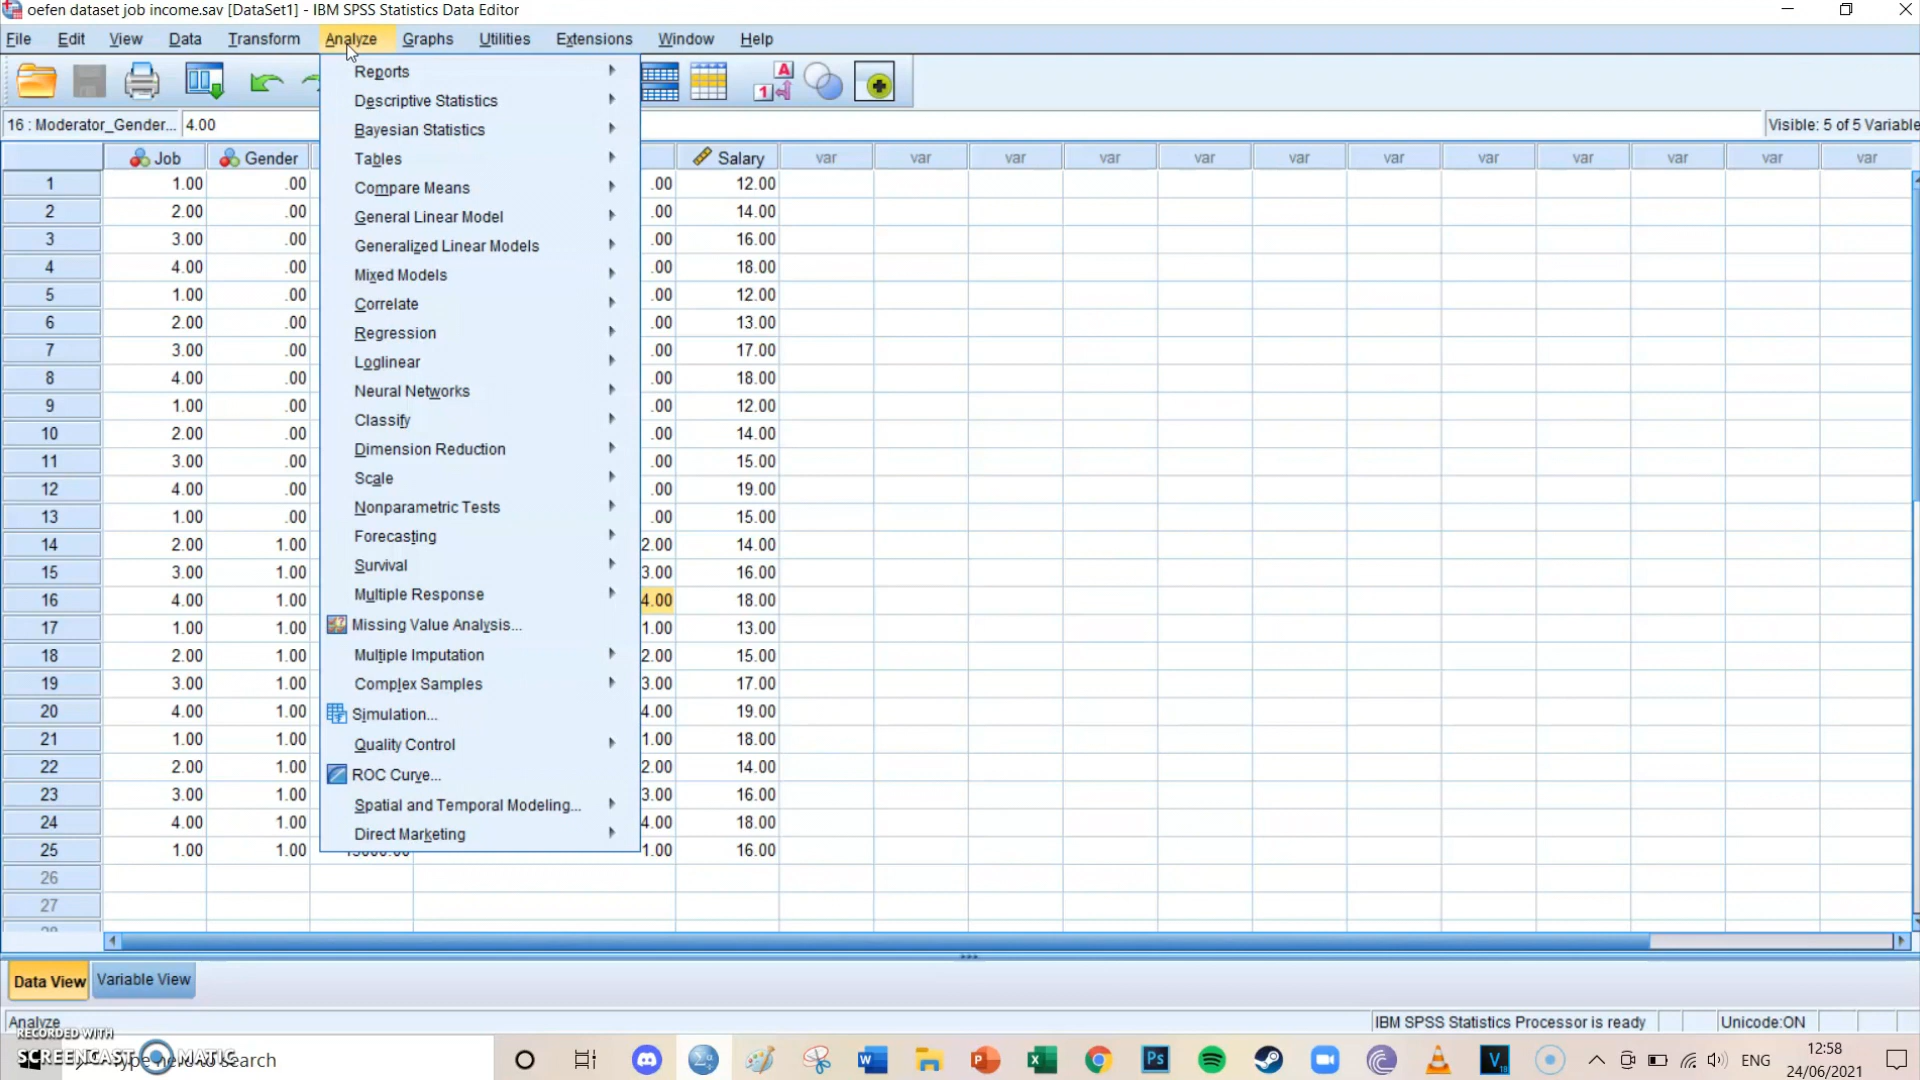 oefen dataset job income.sav [DataSet1] - IBM SPSS Statistics Data Editor
File Edit View Data Transform Analyze Graphs Utilities Extensions Window Help
16 : Moderator_Gender... 4.00 Visible: 5 of 5 Variable
Reports
Descriptive Statistics
Bayesian Statistics
Tables
Compare Means
General Linear Model
Generalized Linear Models
Mixed Models
Correlate
Regression
Loglinear
Neural Networks
Classify
Dimension Reduction
Scale
Nonparametric Tests
Forecasting
Survival
Multiple Response
Missing Value Analysis...
Multiple Imputation
Complex Samples
Simulation...
Quality Control
ROC Curve...
Spatial and Temporal Modeling...
Direct Marketing
Job Gender Salary var var var var var var var var var var var var
1 1.00 .00 .00 12.00
2 2.00 .00 .00 14.00
3 3.00 .00 .00 16.00
4 4.00 .00 .00 18.00
5 1.00 .00 .00 12.00
6 2.00 .00 .00 13.00
7 3.00 .00 .00 17.00
8 4.00 .00 .00 18.00
9 1.00 .00 .00 12.00
10 2.00 .00 .00 14.00
11 3.00 .00 .00 15.00
12 4.00 .00 .00 19.00
13 1.00 .00 .00 15.00
14 2.00 1.00 2.00 14.00
15 3.00 1.00 3.00 16.00
16 4.00 1.00 4.00 18.00
17 1.00 1.00 1.00 13.00
18 2.00 1.00 2.00 15.00
19 3.00 1.00 3.00 17.00
20 4.00 1.00 4.00 19.00
21 1.00 1.00 1.00 18.00
22 2.00 1.00 2.00 14.00
23 3.00 1.00 3.00 16.00
24 4.00 1.00 4.00 18.00
25 1.00 1.00 1.00 16.00
26
27
Data View Variable View
Analyze IBM SPSS Statistics Processor is ready Unicode:ON
RECORDED WITH
SCREENCAST MATIC
here to search ENG 12:58
24/06/2021